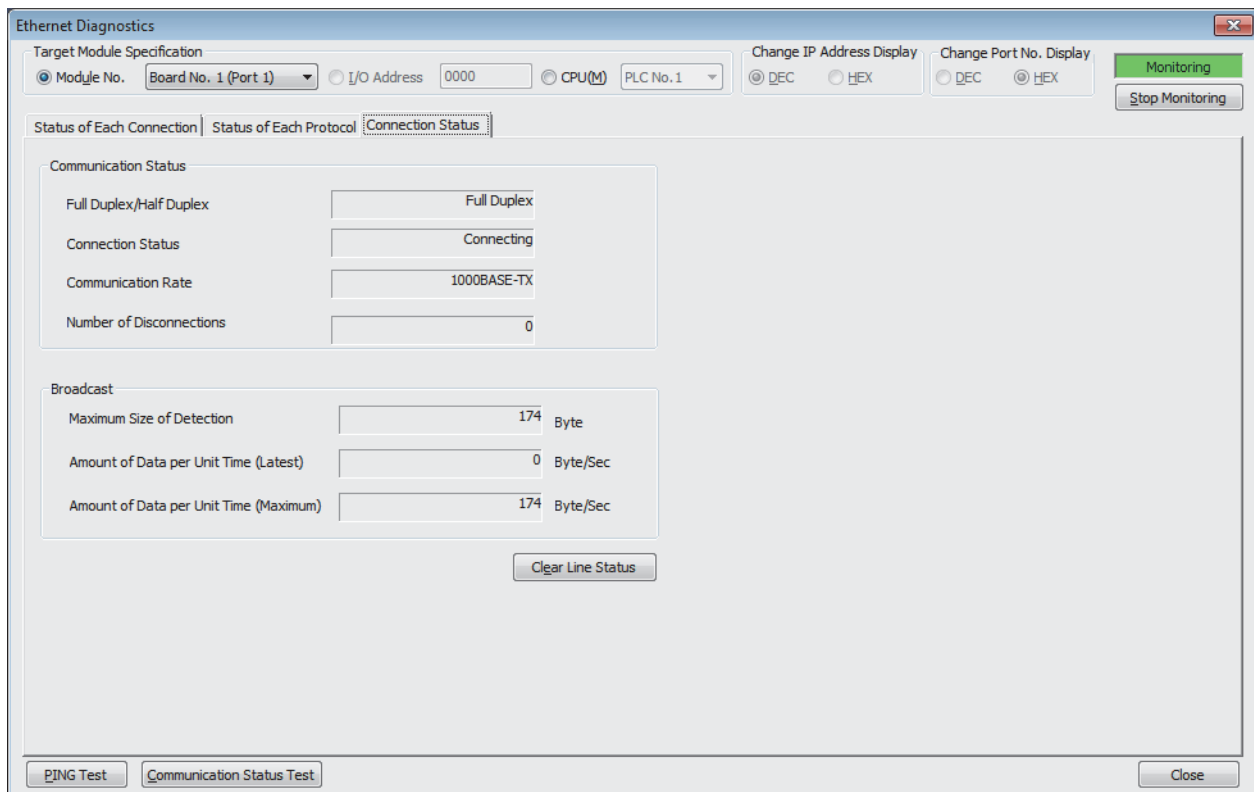 Ethernet Diagnostics
Target Module Specification
Module No. Board No. 1 (Port 1) I/O Address 0000 CPU(M) PLC No.1
Change IP Address Display
DEC HEX
Change Port No. Display
DEC HEX
Monitoring
Stop Monitoring
Status of Each Connection Status of Each Protocol Connection Status
Communication Status
Full Duplex/Half Duplex Full Duplex
Connection Status Connecting
Communication Rate 1000BASE-TX
Number of Disconnections 0
Broadcast
Maximum Size of Detection 174 Byte
Amount of Data per Unit Time (Latest) 0 Byte/Sec
Amount of Data per Unit Time (Maximum) 174 Byte/Sec
Clear Line Status
PING Test Communication Status Test Close